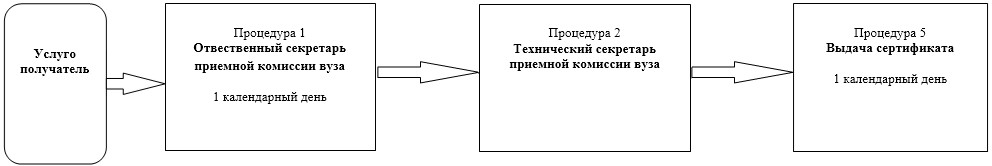 Услуго
получатель
Процедура 1
Отвественный секретарь
приемной комиссии вуза
1 календарный день
Процедура 2
Технический секретарь
приемной комиссии вуза
Процедура 5
Выдача сертификата
1 календарный день